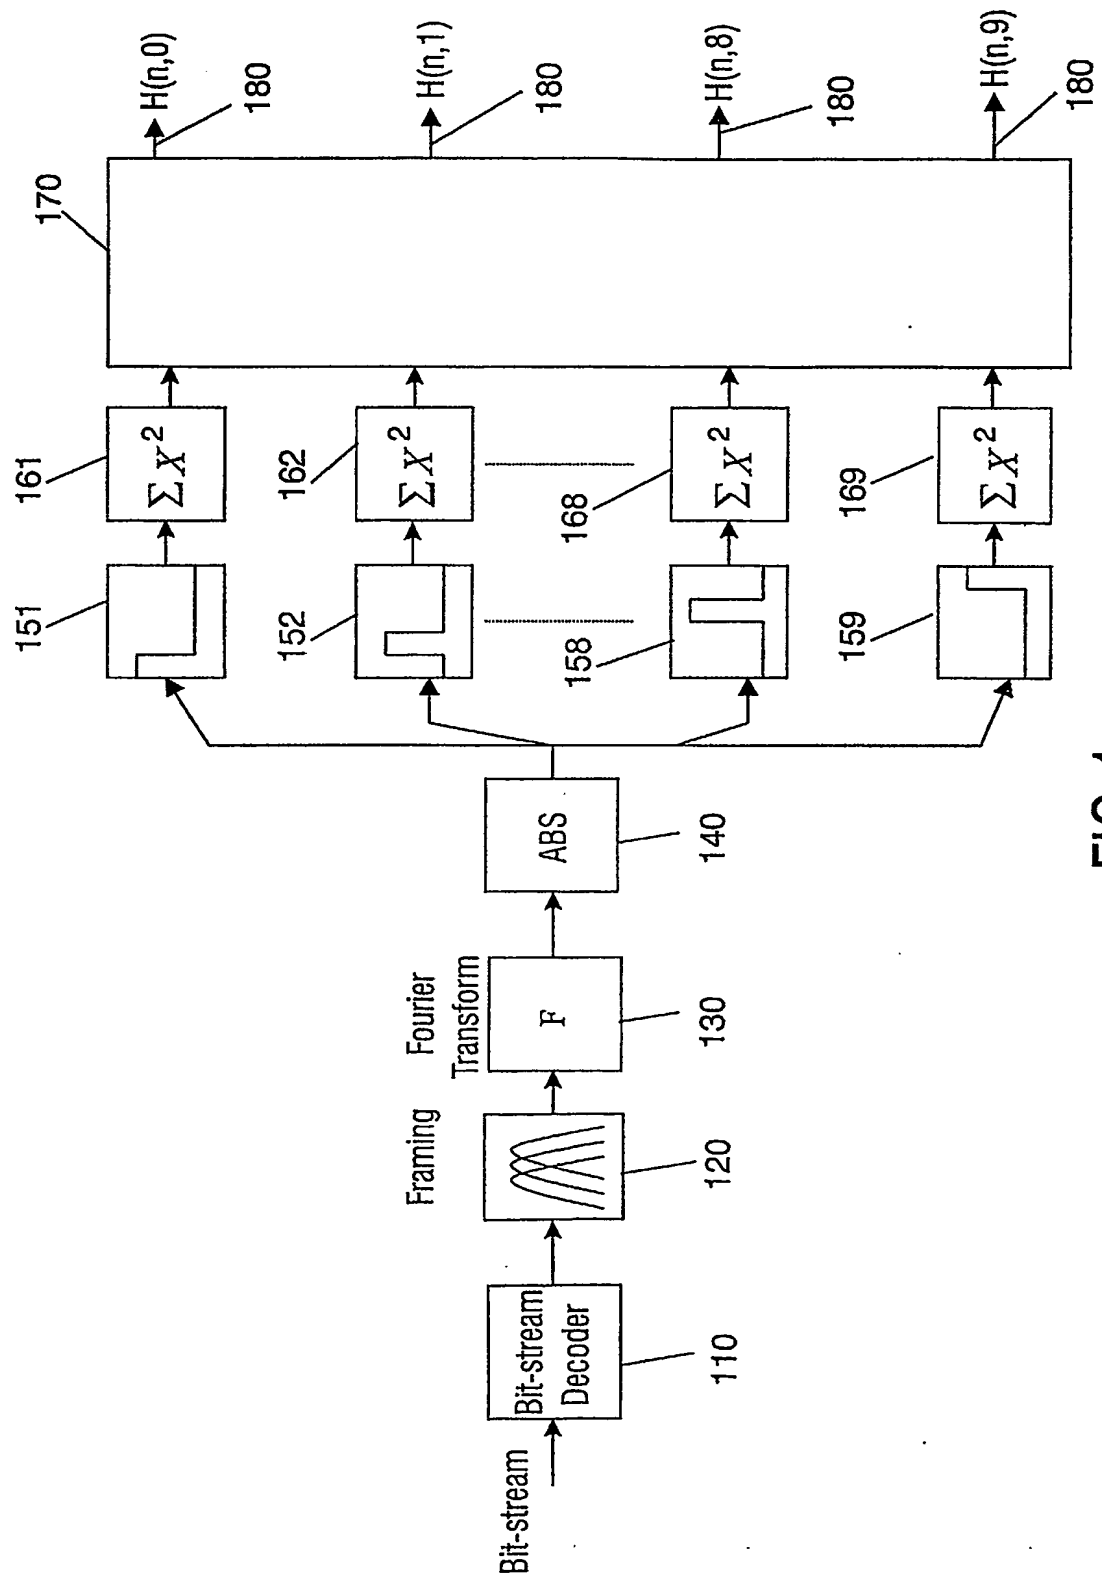 Bit-stream
Bit-stream
Decoder
110
Framing
120
Fourier
Transform
F
130
ABS
140
151
161
ΣX²
170
H(n,0)
180
152
162
ΣX²
H(n,1)
180
158
168
ΣX²
H(n,8)
180
159
169
ΣX²
H(n,9)
180